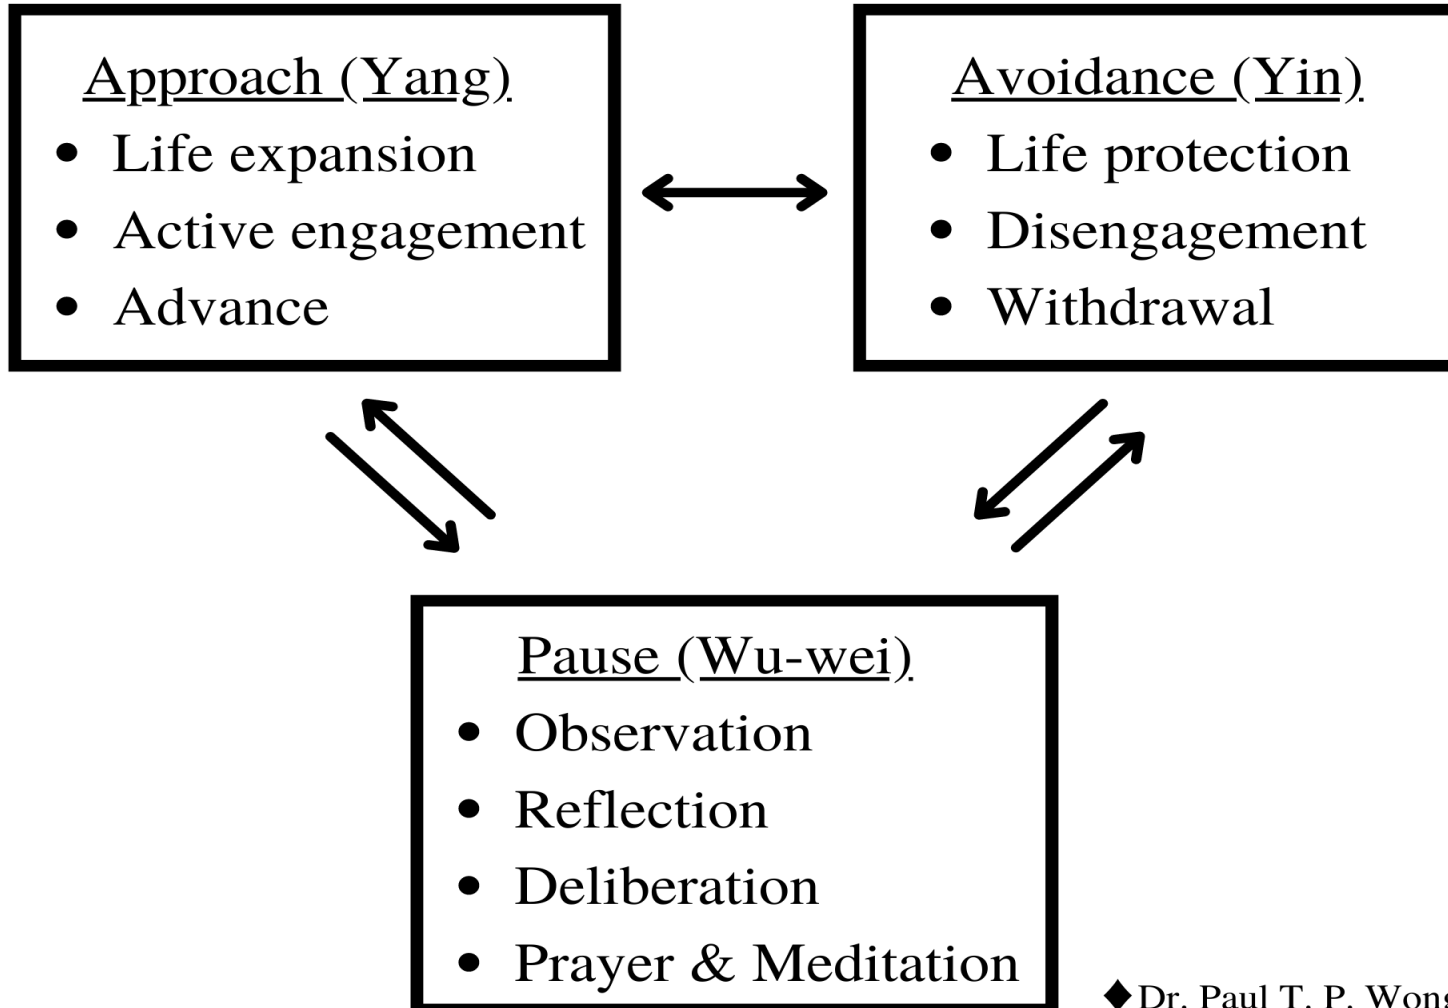 Approach (Yang)
• Life expansion
• Active engagement
• Advance
Avoidance (Yin)
• Life protection
• Disengagement
• Withdrawal
Pause (Wu-wei)
• Observation
• Reflection
• Deliberation
• Prayer & Meditation
◆Dr. Paul T. P. Wong